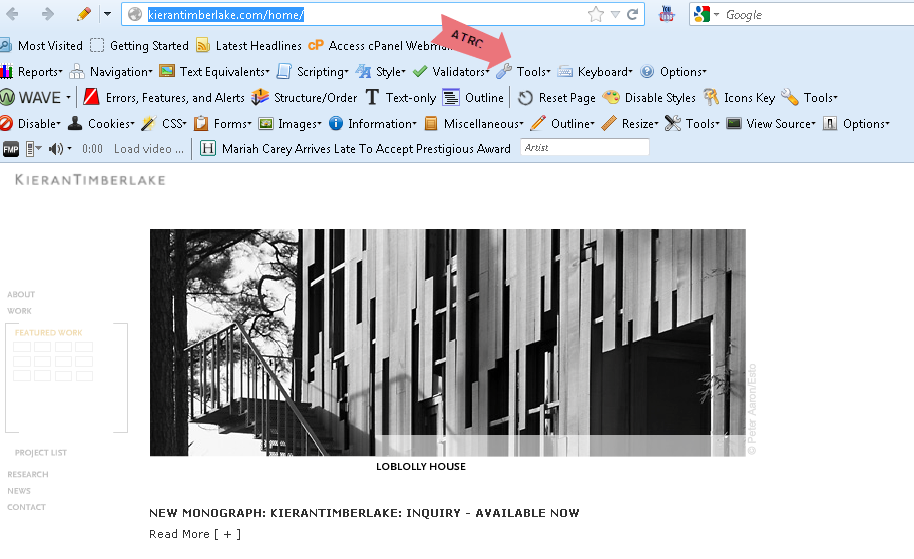 kierantimberlake.com/home/
Google
Most Visited Getting Started Latest Headlines cP Access cPanel Webmail
ATRC
Reports Navigation Text Equivalents Scripting Style Validators Tools Keyboard Options
WAVE Errors, Features, and Alerts Structure/Order T Text-only Outline Reset Page Disable Styles Icons Key Tools
Disable Cookies CSS Forms Images Information Miscellaneous Outline Resize Tools View Source Options
FMP 0:00 Load video ... H Mariah Carey Arrives Late To Accept Prestigious Award Artist
KIERANTIMBERLAKE
ABOUT
WORK
FEATURED WORK
PROJECT LIST
RESEARCH
NEWS
CONTACT
© Peter Aaron/Esto
LOBLOLLY HOUSE
NEW MONOGRAPH: KIERANTIMBERLAKE: INQUIRY - AVAILABLE NOW
Read More [ + ]